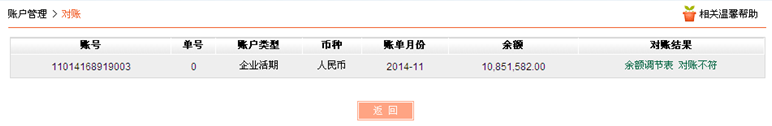 账户管理 > 对账 相关温馨帮助
账号 单号 账户类型 币种 账单月份 余额 对账结果
11014168919003 0 企业活期 人民币 2014-11 10,851,582.00 余额调节表 对账不符
返 回